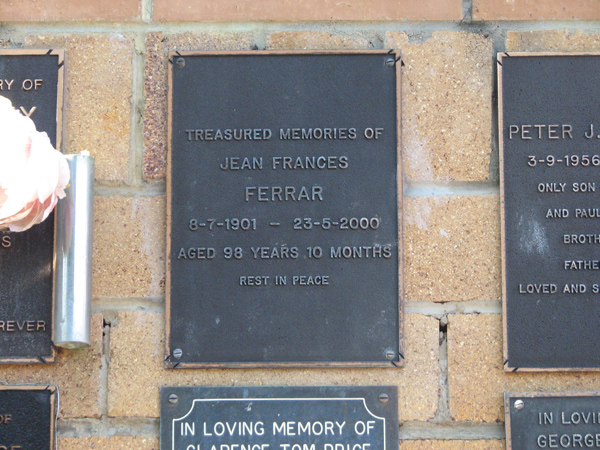 RY OF
TREASURED MEMORIES OF
JEAN FRANCES
FERRAR
8-7-1901 – 23-5-2000
AGED 98 YEARS 10 MONTHS
REST IN PEACE
PETER J.
3-9-1956
ONLY SON
AND PAUL
BROTH
FATHE
LOVED AND S
REVER
IN LOVING MEMORY OF
CLARENCE TOM PRICE
OF
IN LOVIN
GEORGE